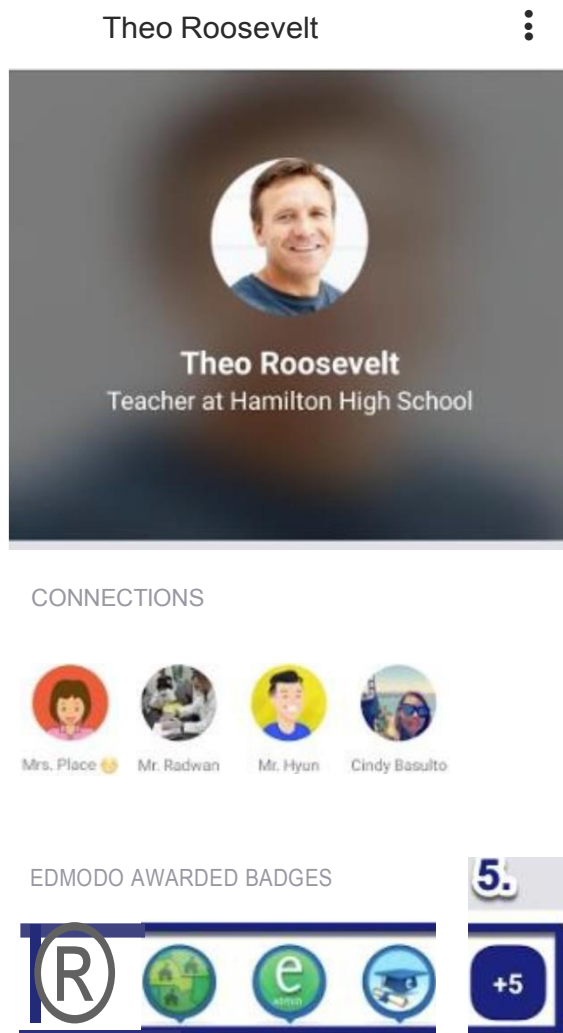 Theo Roosevelt
Theo Roosevelt
Teacher at Hamilton High School
CONNECTIONS
Mrs. Place
Mr. Radwan
Mr. Hyun
Cindy Basulto
EDMODO AWARDED BADGES
5.
®
e
admin
+5